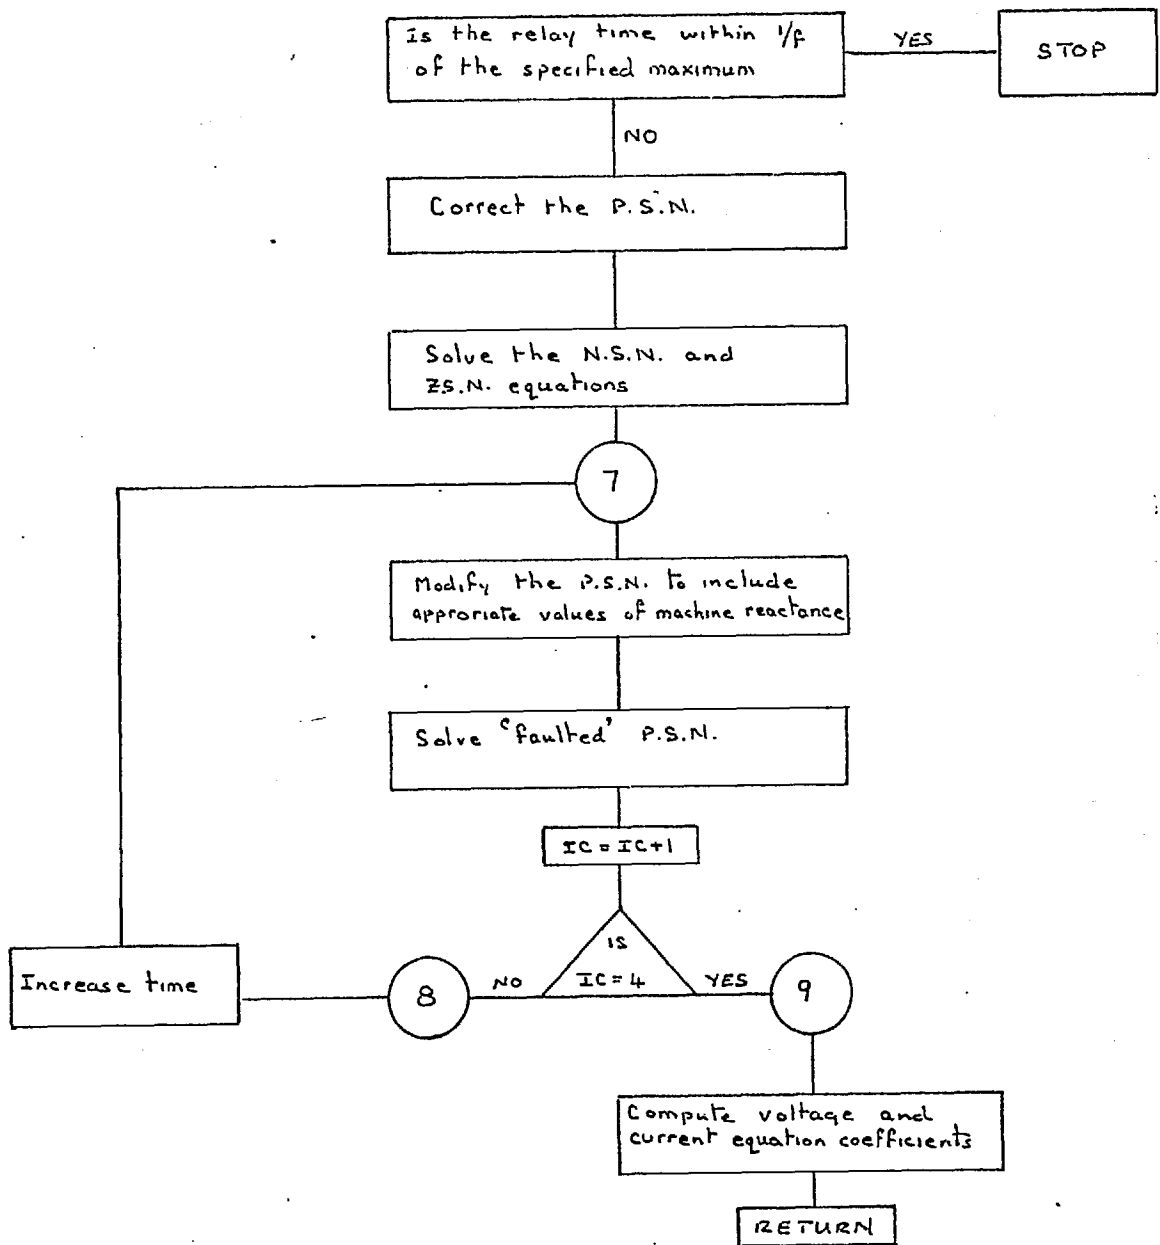 Is the relay time within 1/f
of the specified maximum
YES
STOP
NO
Correct the P.S.N.
Solve the N.S.N. and
Z.S.N. equations
7
Modify the P.S.N. to include
approriate values of machine reactance
Solve 'faulted' P.S.N.
IC = IC+1
IS
IC = 4
NO
YES
8
9
Increase time
Compute voltage and
current equation coefficients
RETURN